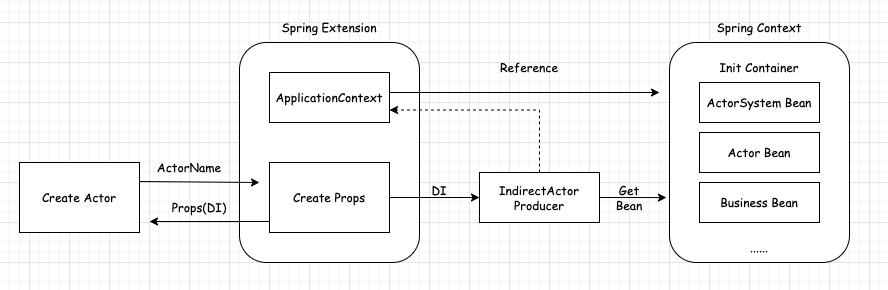 Spring Extension
Spring Context
ApplicationContext
Reference
Init Container
ActorSystem Bean
Actor Bean
Business Bean
......
Create Actor
ActorName
Props(DI)
Create Props
DI
IndirectActor
Producer
Get
Bean